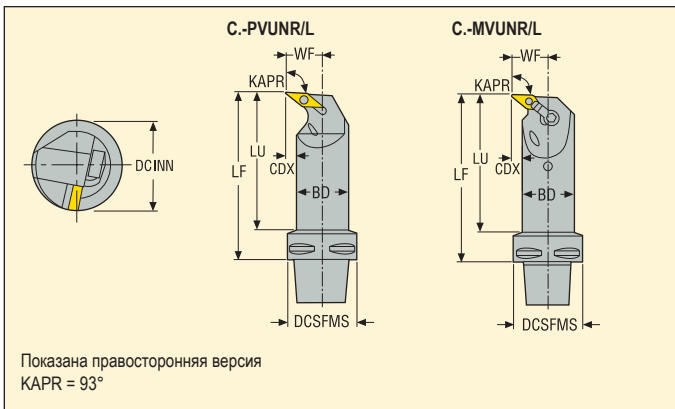 C.-PVUNR/L
C.-MVUNR/L
WF
WF
KAPR
KAPR
DCINN
LF
LU
CDX
BD
LF
LU
CDX
BD
DCSFMS
DCSFMS
Показана правосторонняя версия
KAPR = 93°